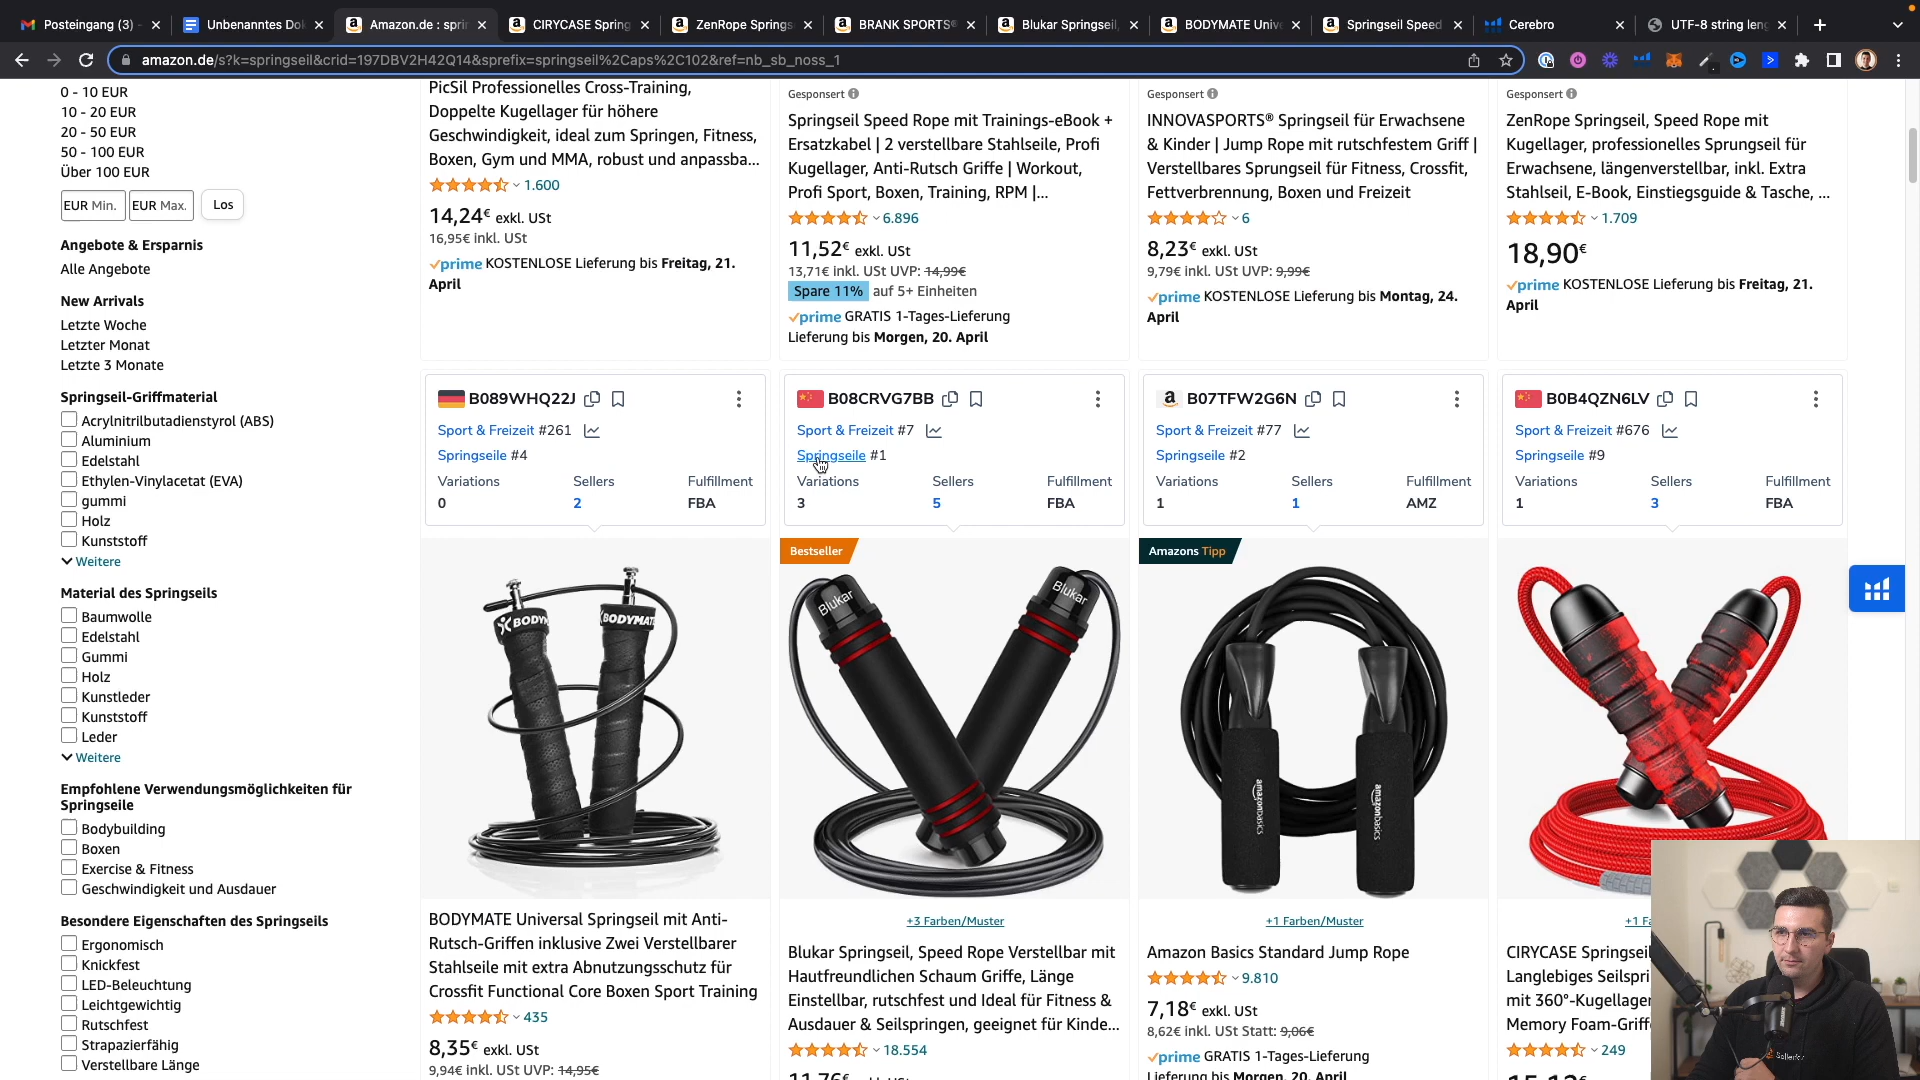 Posteingang (3)
Unbenanntes Do
Amazon.de : sprin
CIRYCASE Spring
ZenRope Springs
BRANK SPORTS®
Blukar Springseil,
BODYMATE Univ
Springseil Speed
Cerebro
UTF-8 string leng
amazon.de/s?k=springseil&crid=197DBV2H42Q14&sprefix=springseil%2Caps%2C102&ref=nb_sb_noss_1
0 - 10 EUR
10 - 20 EUR
20 - 50 EUR
50 - 100 EUR
Über 100 EUR
EUR Min.
EUR Max.
Los
Angebote & Ersparnis
Alle Angebote
New Arrivals
Letzte Woche
Letzter Monat
Letzte 3 Monate
Springseil-Griffmaterial
Acrylnitrilbutadienstyrol (ABS)
Aluminium
Edelstahl
Ethylen-Vinylacetat (EVA)
gummi
Holz
Kunststoff
Weitere
Material des Springseils
Baumwolle
Edelstahl
Gummi
Holz
Kunstleder
Kunststoff
Leder
Weitere
Empfohlene Verwendungsmöglichkeiten für
Springseile
Bodybuilding
Boxen
Exercise & Fitness
Geschwindigkeit und Ausdauer
Besondere Eigenschaften des Springseils
Ergonomisch
Knickfest
LED-Beleuchtung
Leichtgewichtig
Rutschfest
Strapazierfähig
Verstellbare Länge
PicSil Professionelles Cross-Training,
Doppelte Kugellager für höhere
Geschwindigkeit, ideal zum Springen, Fitness,
Boxen, Gym und MMA, robust und anpassba...
1.600
14,24€ exkl. USt
16,95€ inkl. USt
prime KOSTENLOSE Lieferung bis Freitag, 21.
April
Gesponsert
Springseil Speed Rope mit Trainings-eBook +
Ersatzkabel | 2 verstellbare Stahlseile, Profi
Kugellager, Anti-Rutsch Griffe | Workout,
Profi Sport, Boxen, Training, RPM |...
6.896
11,52€ exkl. USt
13,71€ inkl. USt UVP: 14,99€
Spare 11% auf 5+ Einheiten
prime GRATIS 1-Tages-Lieferung
Lieferung bis Morgen, 20. April
Gesponsert
INNOVASPORTS® Springseil für Erwachsene
& Kinder | Jump Rope mit rutschfestem Griff |
Verstellbares Sprungseil für Fitness, Crossfit,
Fettverbrennung, Boxen und Freizeit
6
8,23€ exkl. USt
9,79€ inkl. USt UVP: 9,99€
prime KOSTENLOSE Lieferung bis Montag, 24.
April
Gesponsert
ZenRope Springseil, Speed Rope mit
Kugellager, professionelles Sprungseil für
Erwachsene, längenverstellbar, inkl. Extra
Stahlseil, E-Book, Einstiegsguide & Tasche, ...
1.709
18,90€
prime KOSTENLOSE Lieferung bis Freitag, 21.
April
B089WHQ22J
Sport & Freizeit #261
Springseile #4
Variations Sellers Fulfillment
0 2 FBA
BODYM
BODYMATE
BODYMATE Universal Springseil mit Anti-
Rutsch-Griffen inklusive Zwei Verstellbarer
Stahlseile mit extra Abnutzungsschutz für
Crossfit Functional Core Boxen Sport Training
435
8,35€ exkl. USt
9,94€ inkl. USt UVP: 14,95€
B08CRVG7BB
Sport & Freizeit #7
Springseile #1
Variations Sellers Fulfillment
3 5 FBA
Bestseller
Blukar
Blukar
+3 Farben/Muster
Blukar Springseil, Speed Rope Verstellbar mit
Hautfreundlichen Schaum Griffe, Länge
Einstellbar, rutschfest und Ideal für Fitness &
Ausdauer & Seilspringen, geeignet für Kinde...
18.554
B07TFW2G6N
Sport & Freizeit #77
Springseile #2
Variations Sellers Fulfillment
1 1 AMZ
Amazons Tipp
amazonbasics
amazonbasics
+1 Farben/Muster
Amazon Basics Standard Jump Rope
9.810
7,18€ exkl. USt
8,62€ inkl. USt Statt: 9,06€
prime GRATIS 1-Tages-Lieferung
Lieferung bis Morgen, 20. April
B0B4QZN6LV
Sport & Freizeit #676
Springseile #9
Variations Sellers Fulfillment
1 3 FBA
+1 Fa
CIRYCASE Springseil
Langlebiges Seilspri
mit 360°-Kugellager
Memory Foam-Griff
249